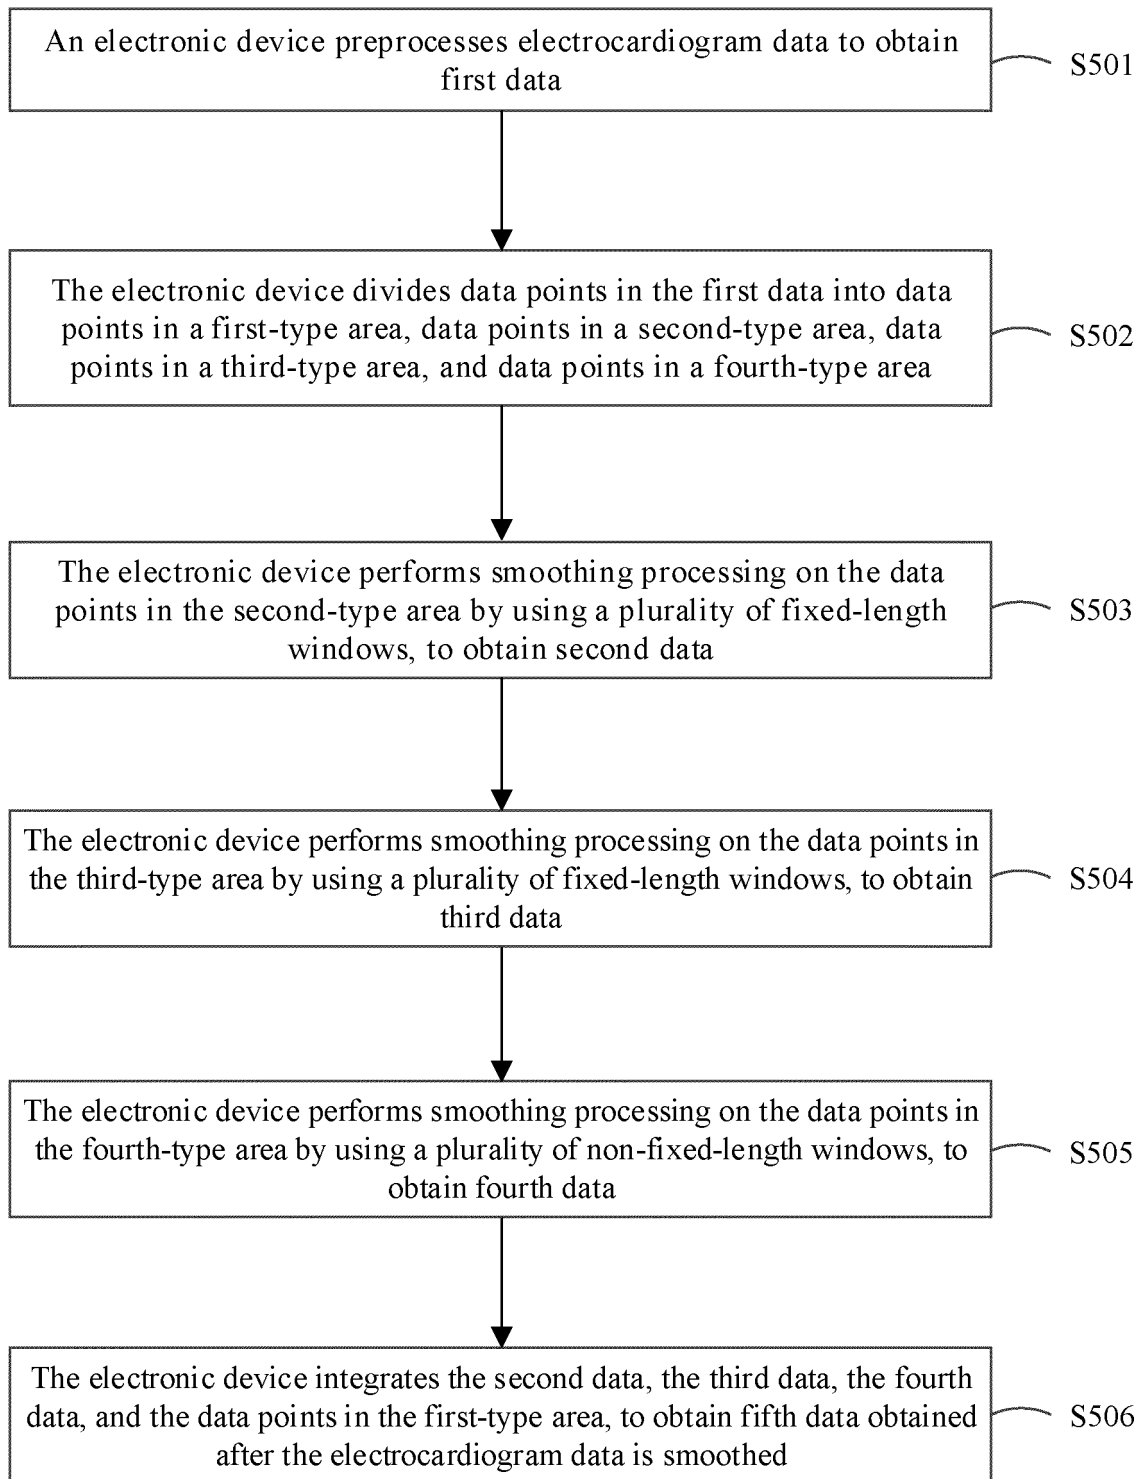 An electronic device preprocesses electrocardiogram data to obtain
first data
S501
The electronic device divides data points in the first data into data
points in a first-type area, data points in a second-type area, data
points in a third-type area, and data points in a fourth-type area
S502
The electronic device performs smoothing processing on the data
points in the second-type area by using a plurality of fixed-length
windows, to obtain second data
S503
The electronic device performs smoothing processing on the data points in
the third-type area by using a plurality of fixed-length windows, to obtain
third data
S504
The electronic device performs smoothing processing on the data points in
the fourth-type area by using a plurality of non-fixed-length windows, to
obtain fourth data
S505
The electronic device integrates the second data, the third data, the fourth
data, and the data points in the first-type area, to obtain fifth data obtained
after the electrocardiogram data is smoothed
S506